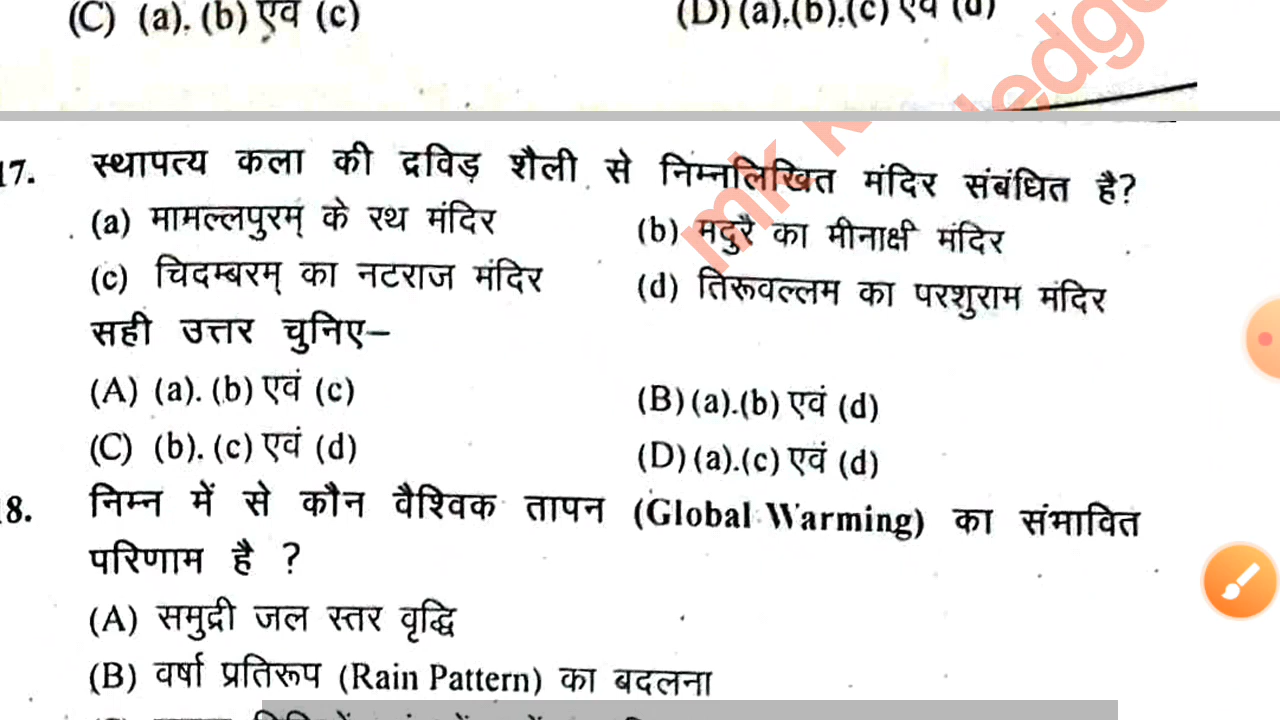 (C) (a). (b) एवं (c)
(D) (a).(b).(c) एवं (d)
17. स्थापत्य कला की द्रविड़ शैली से निम्नलिखित मंदिर संबंधित है?
(a) मामल्लपुरम् के रथ मंदिर
(b) मदुरै का मीनाक्षी मंदिर
(c) चिदम्बरम् का नटराज मंदिर
(d) तिरूवल्लम का परशुराम मंदिर
सही उत्तर चुनिए–
(A) (a). (b) एवं (c)
(B) (a).(b) एवं (d)
(C) (b). (c) एवं (d)
(D) (a).(c) एवं (d)
18. निम्न में से कौन वैश्विक तापन (Global Warming) का संभावित
परिणाम है ?
(A) समुद्री जल स्तर वृद्धि
(B) वर्षा प्रतिरूप (Rain Pattern) का बदलना